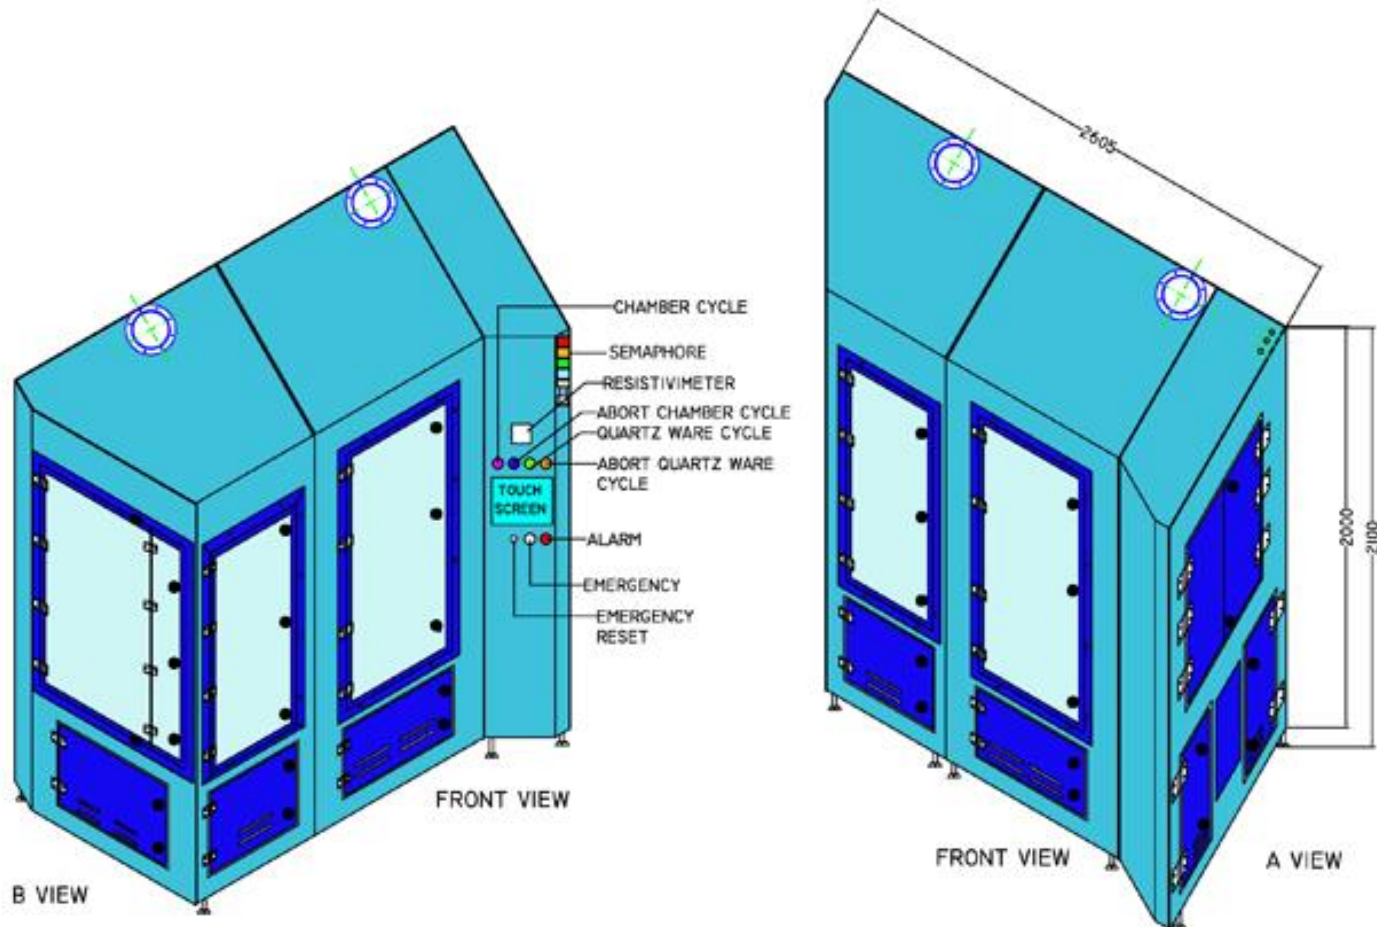 2605
CHAMBER CYCLE
SEMAPHORE
RESISTIVIMETER
ABORT CHAMBER CYCLE
QUARTZ WARE CYCLE
ABORT QUARTZ WARE
CYCLE
TOUCH
SCREEN
ALARM
EMERGENCY
EMERGENCY
RESET
2000
2100
FRONT VIEW
B VIEW
FRONT VIEW
A VIEW